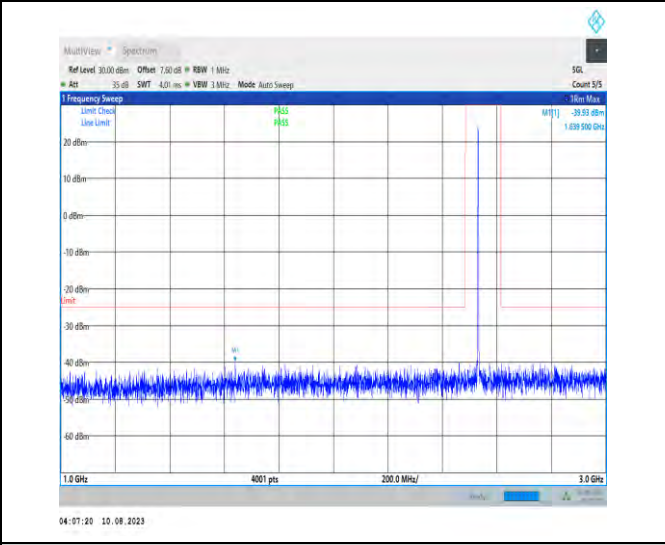 MultiView Spectrum
Ref Level 30.00 dBm Offset 7.60 dB RBW 1 MHz SGL
Att 35 dB SWT 4.01 ms VBW 3 MHz Mode Auto Sweep Count 5/5
1 Frequency Sweep 1Rm Max
Limit Check PASS M1[1] -39.93 dBm
Line Limit PASS 1.639 500 GHz
20 dBm
10 dBm
0 dBm
-10 dBm
-20 dBm
Limit
-30 dBm
M1
-40 dBm
-50 dBm
-60 dBm
1.0 GHz 4001 pts 200.0 MHz/ 3.0 GHz
Ready
04:07:20 10.08.2023